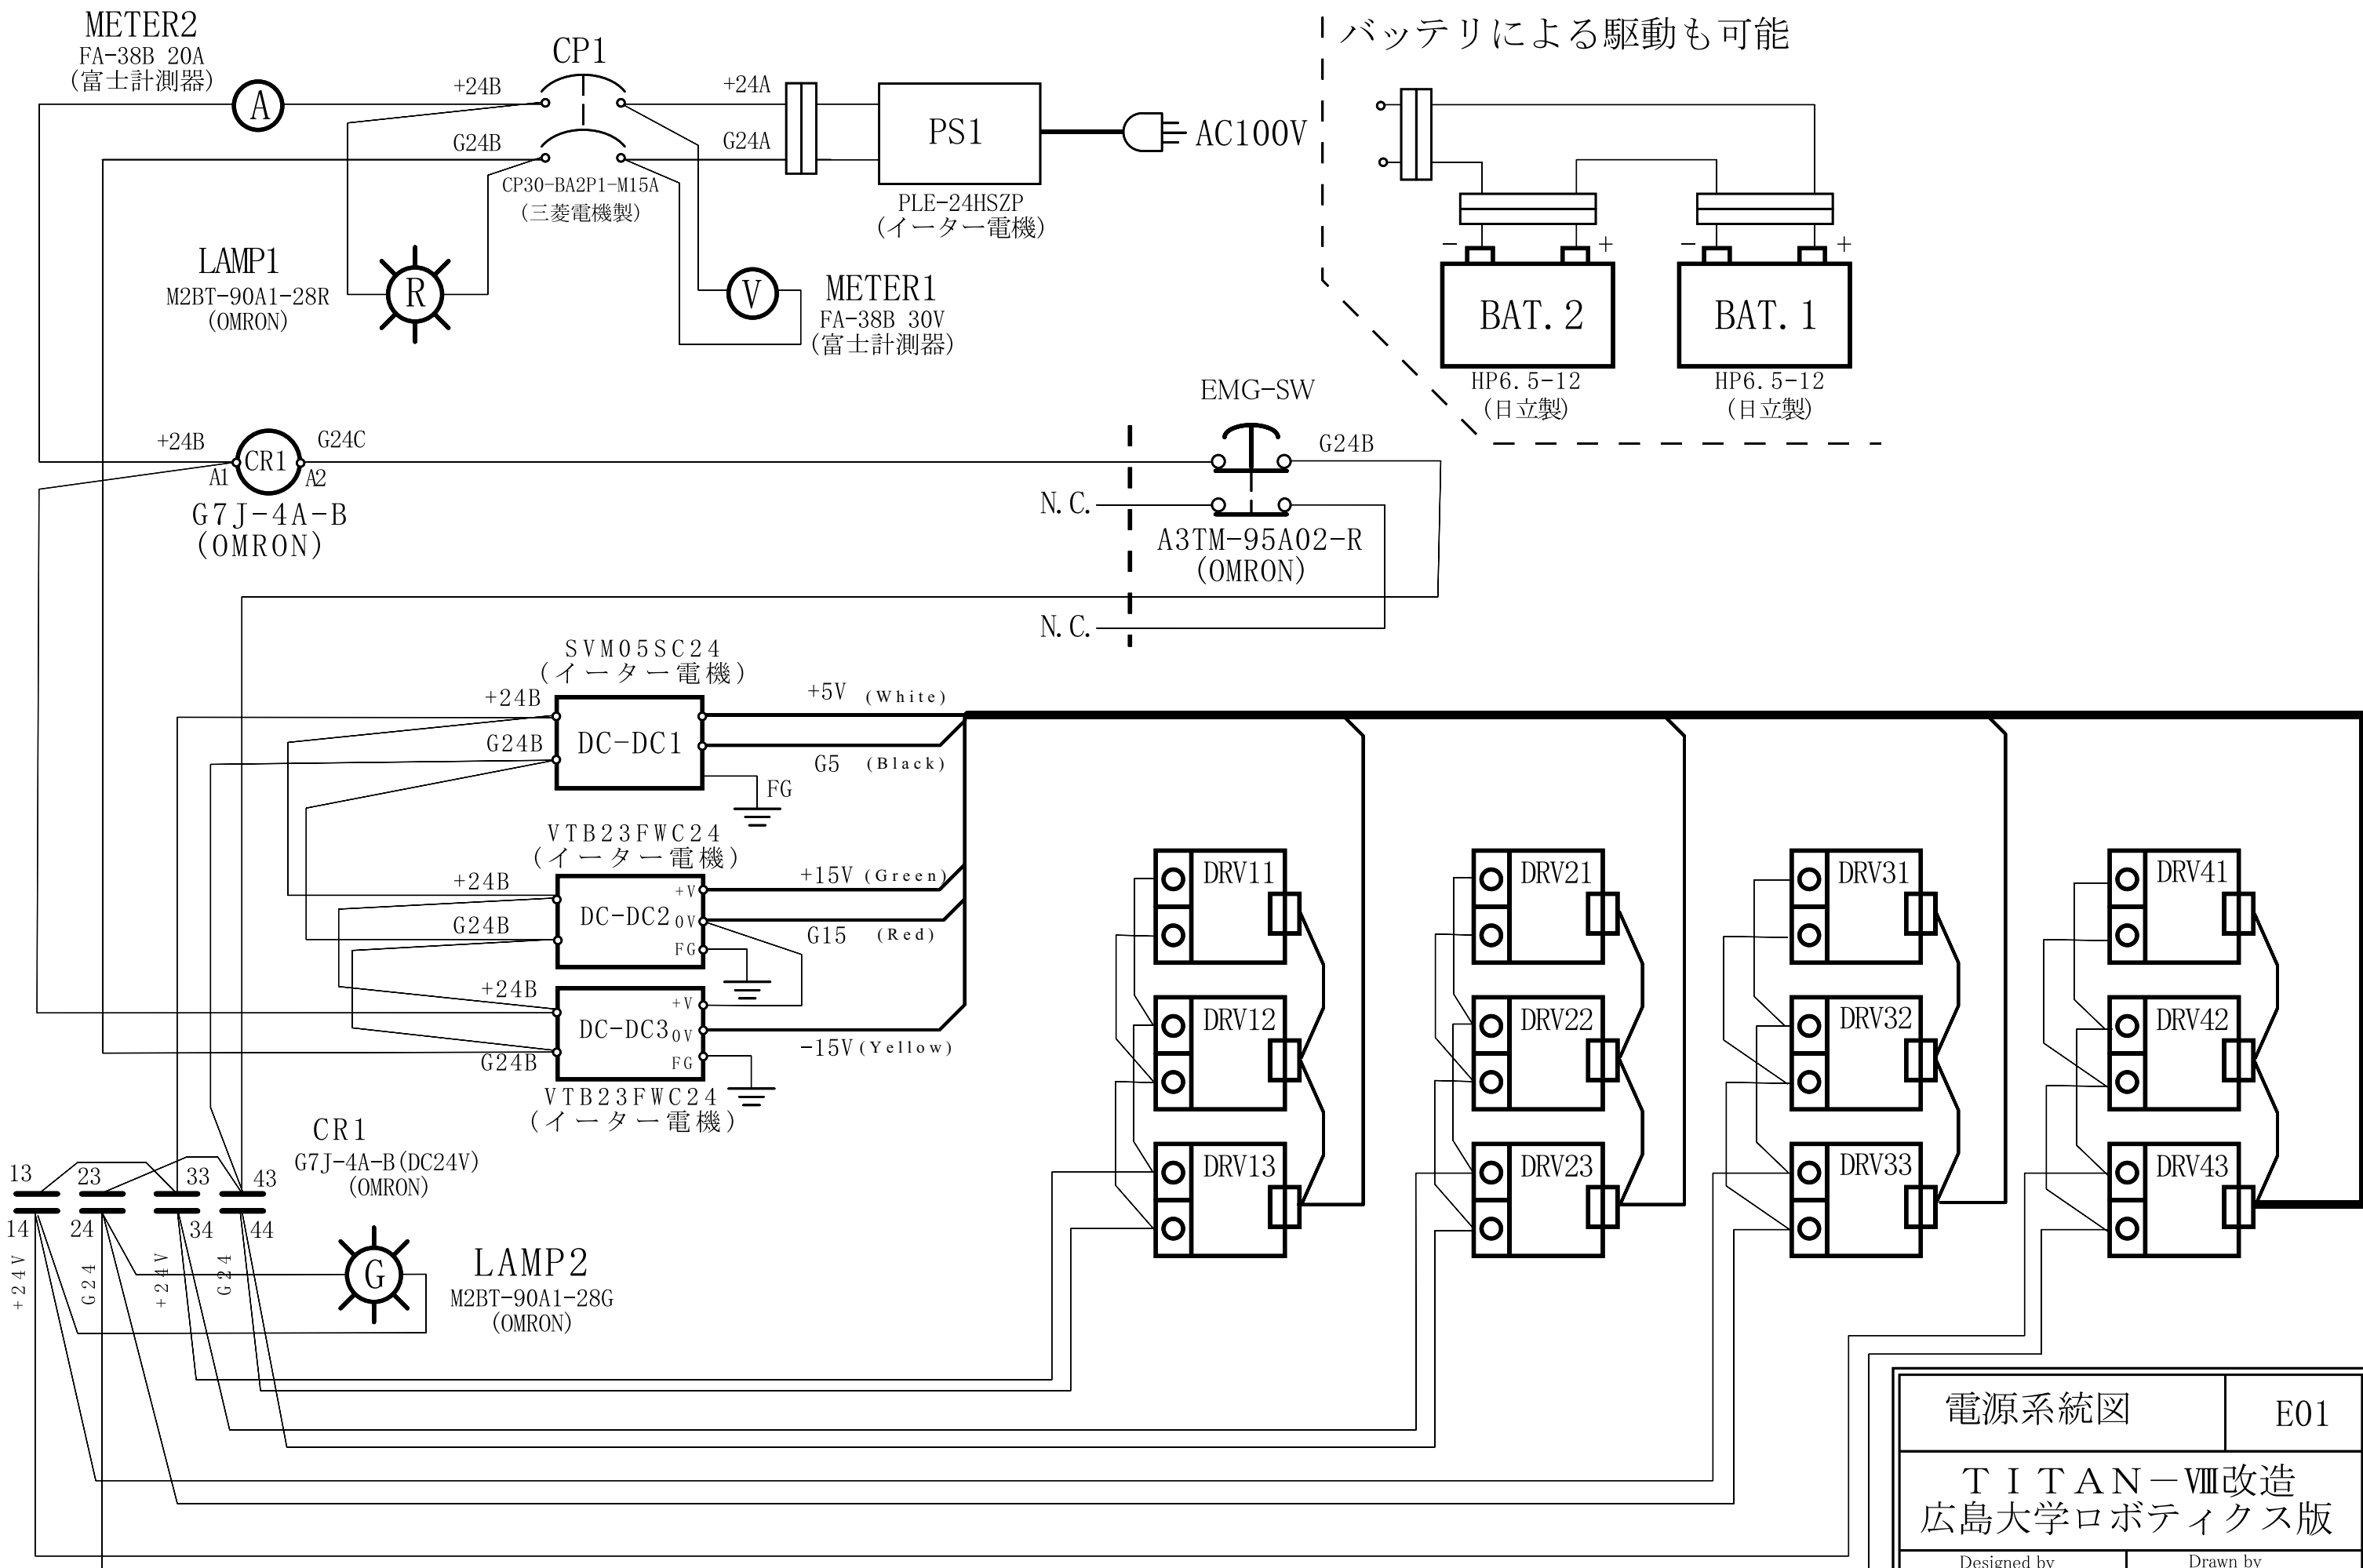 METER2
FA-38B 20A
(富士計測器)
A
+24B
G24B
CP1
CP30-BA2P1-M15A
(三菱電機製)
+24A
G24A
PS1
PLE-24HSZP
(イーター電機)
AC100V
バッテリによる駆動も可能
LAMP1
M2BT-90A1-28R
(OMRON)
R
V
METER1
FA-38B 30V
(富士計測器)
- +
BAT.2
HP6.5-12
(日立製)
- +
BAT.1
HP6.5-12
(日立製)
+24B
G24C
A1
CR1
A2
G7J-4A-B
(OMRON)
EMG-SW
G24B
N.C.
A3TM-95A02-R
(OMRON)
N.C.
SVM05SC24
(イーター電機)
+24B
G24B
DC-DC1
+5V (White)
G5 (Black)
FG
VTB23FWC24
(イーター電機)
+24B
G24B
DC-DC2
+V
0V
FG
+15V (Green)
G15 (Red)
+24B
G24B
DC-DC3
+V
0V
FG
-15V (Yellow)
VTB23FWC24
(イーター電機)
DRV11
DRV12
DRV13
DRV21
DRV22
DRV23
DRV31
DRV32
DRV33
DRV41
DRV42
DRV43
CR1
G7J-4A-B(DC24V)
(OMRON)
13 23 33 43
14 24 34 44
+24V
G24
+24V
G24
G
LAMP2
M2BT-90A1-28G
(OMRON)
電源系統図
E01
TITAN-Ⅷ改造
広島大学ロボティクス版
Designed by
Drawn by